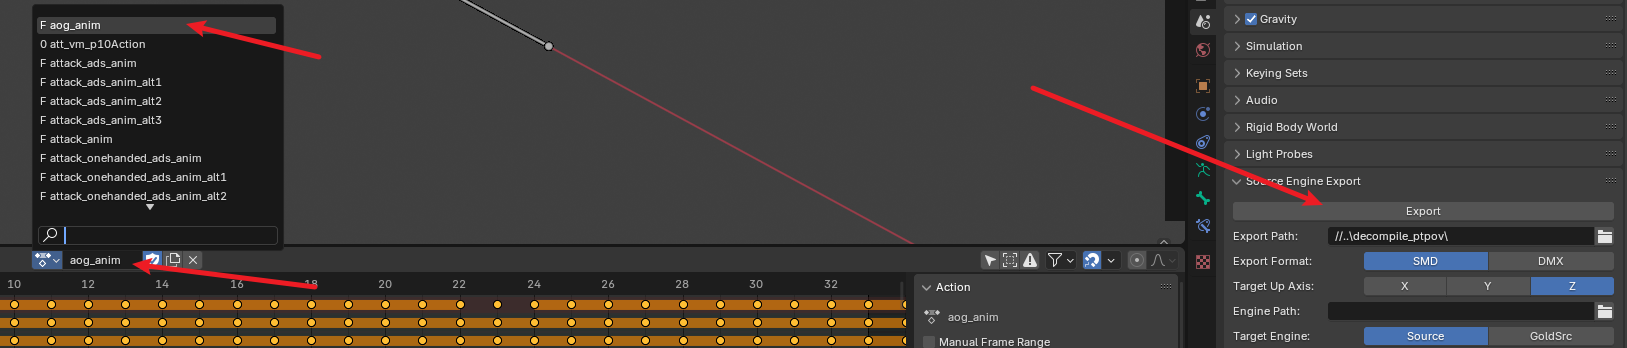 F aog_anim
0 att_vm_p10Action
F attack_ads_anim
F attack_ads_anim_alt1
F attack_ads_anim_alt2
F attack_ads_anim_alt3
F attack_anim
F attack_onehanded_ads_anim
F attack_onehanded_ads_anim_alt1
F attack_onehanded_ads_anim_alt2
aog_anim
10 12 14 16 18 20 22 24 26 28 30 32
Action
aog_anim
Manual Frame Range
Gravity
Simulation
Keying Sets
Audio
Rigid Body World
Light Probes
Source Engine Export
Export
Export Path: //..\decompile_ptpov\
Export Format: SMD DMX
Target Up Axis: X Y Z
Engine Path:
Target Engine: Source GoldSrc